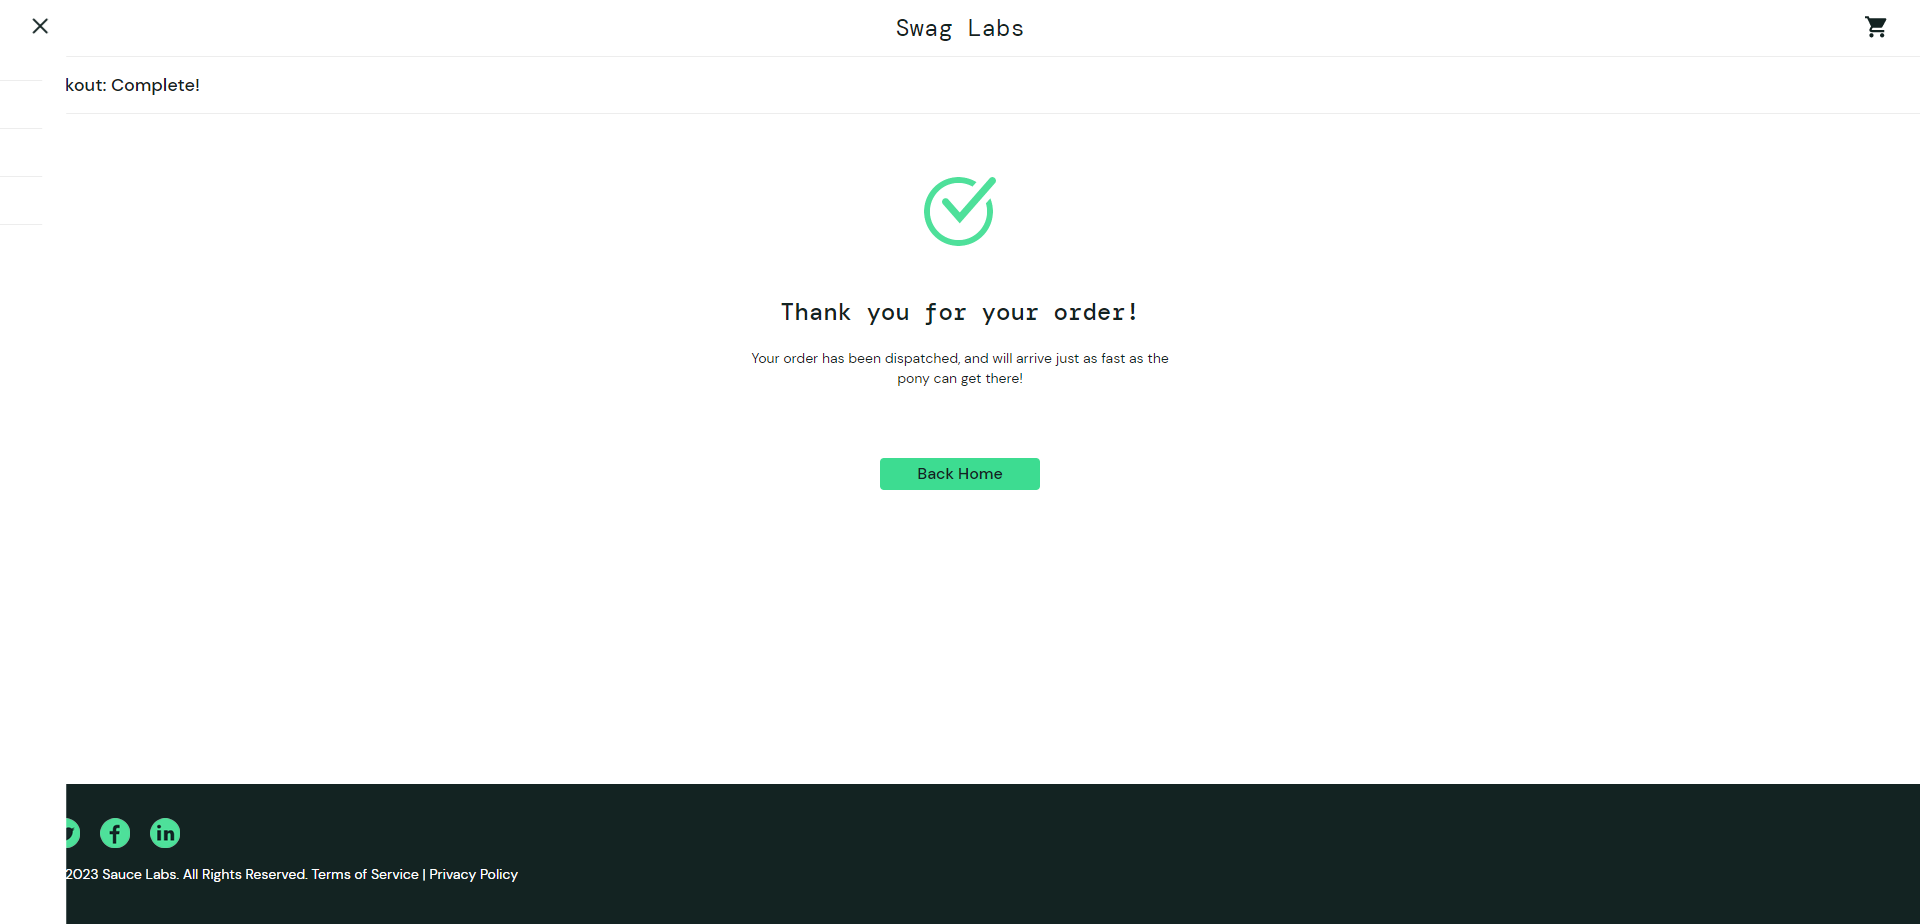 Swag Labs
kout: Complete!
Thank you for your order!
Your order has been dispatched, and will arrive just as fast as the
pony can get there!
Back Home
2023 Sauce Labs. All Rights Reserved. Terms of Service | Privacy Policy